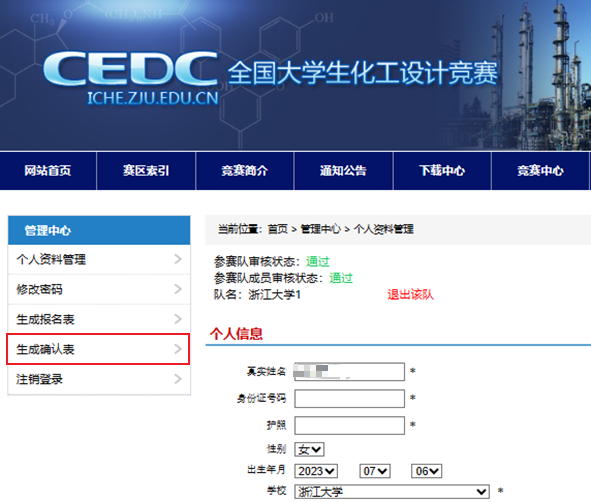 CH₃
OH
CEDC 全国大学生化工设计竞赛
ICHE.ZJU.EDU.CN
网站首页 赛区索引 竞赛简介 通知公告 下载中心 竞赛中心
管理中心
个人资料管理
修改密码
生成报名表
生成确认表
注销登录
当前位置：首页 > 管理中心 > 个人资料管理
参赛队审核状态：通过
参赛队成员审核状态：通过
队名：浙江大学1 退出该队
个人信息
真实姓名 *
身份证号码 *
护照 *
性别 女
出生年月 2023 07 06
学校 浙江大学 *